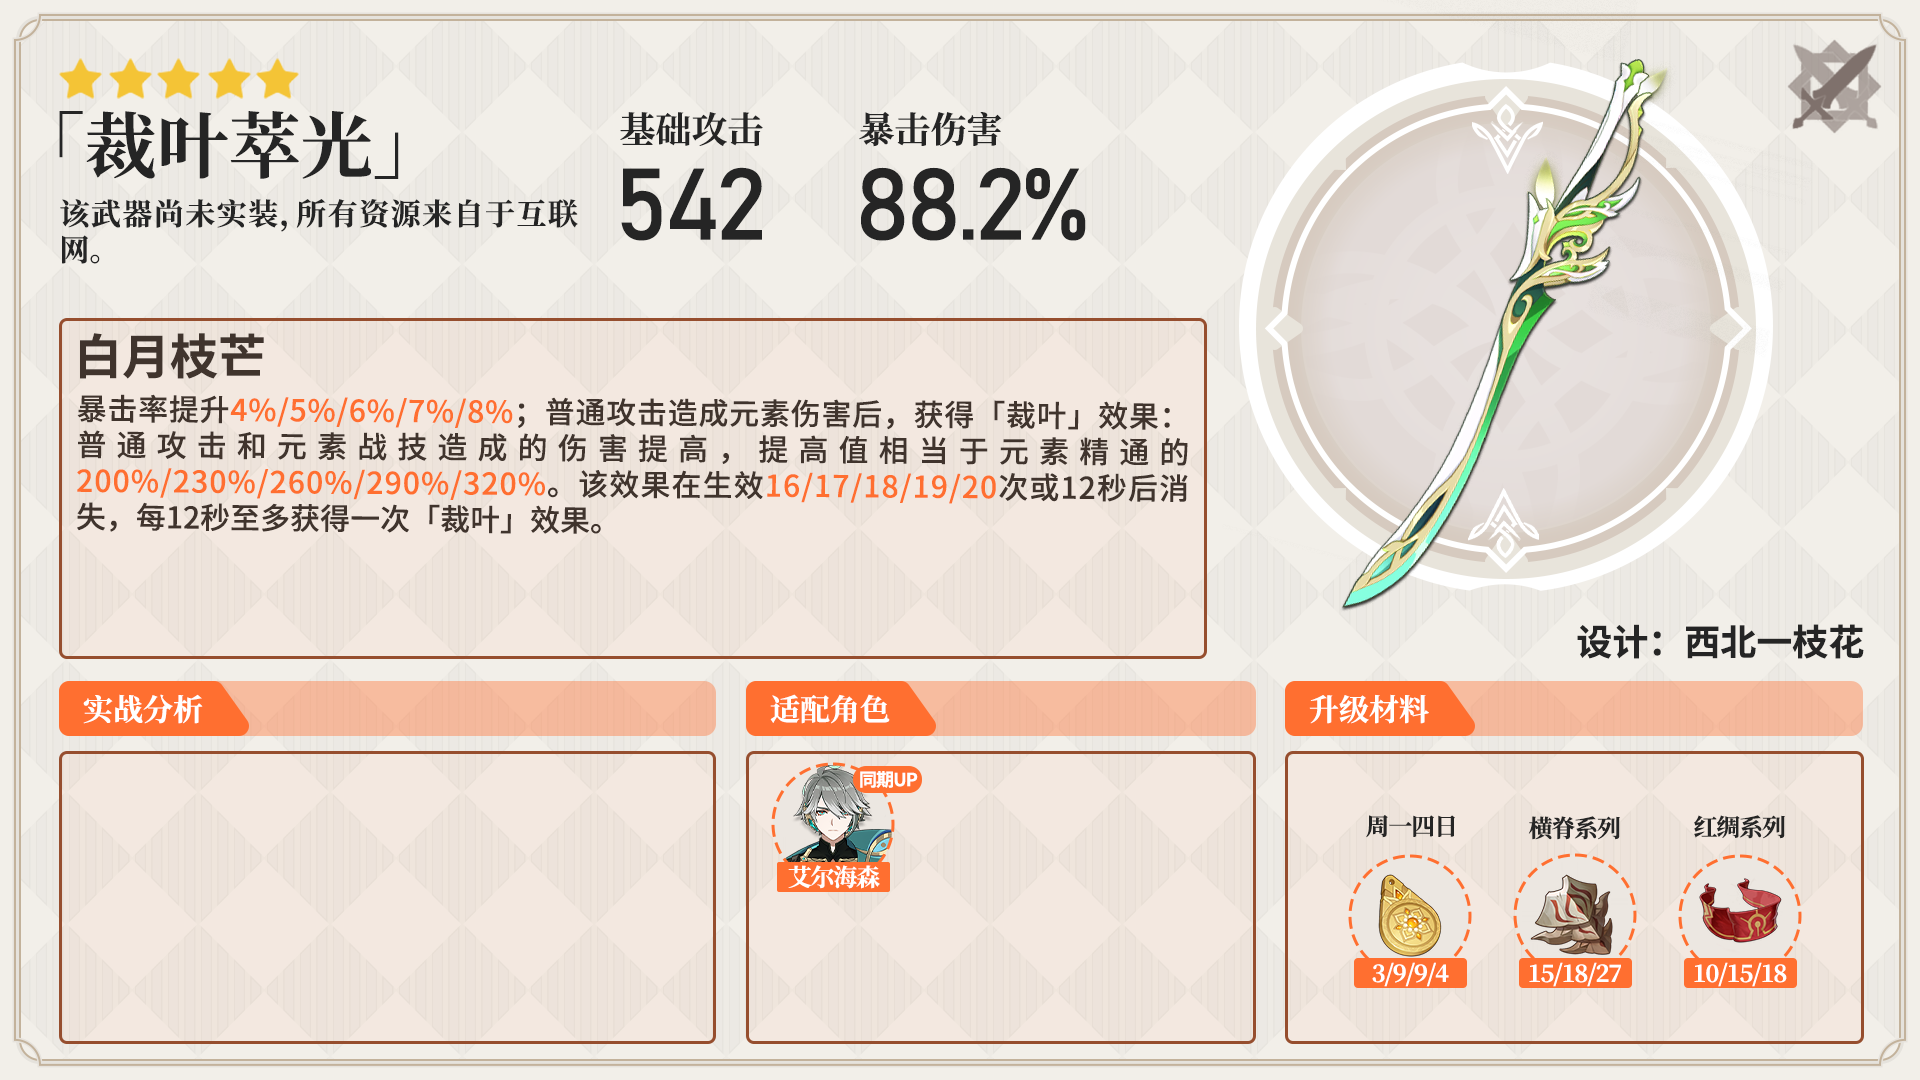 「裁叶萃光」
该武器尚未实装，所有资源来自于互联
网。
基础攻击
542
暴击伤害
88.2%
白月枝芒
暴击率提升4%/5%/6%/7%/8%；普通攻击造成元素伤害后，获得「裁叶」效果：
普通攻击和元素战技造成的伤害提高，提高值相当于元素精通的
200%/230%/260%/290%/320%。该效果在生效16/17/18/19/20次或12秒后消
失，每12秒至多获得一次「裁叶」效果。
设计：西北一枝花
实战分析
适配角色
同期UP
艾尔海森
升级材料
周一四日
横脊系列
红绸系列
3/9/9/4
15/18/27
10/15/18